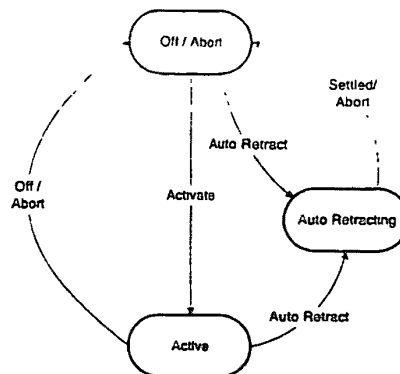 Off / Abort
Settled/
Abort
Auto Retract
Off /
Abort
Activate
Auto Retracting
Auto Retract
Active